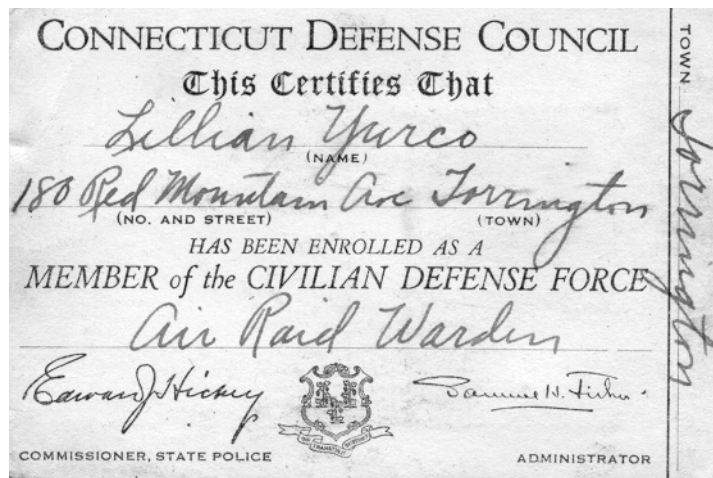 CONNECTICUT DEFENSE COUNCIL
This Certifies That
Lillian Yurco
(NAME)
180 Red Mountain Ave Torrington
(NO. AND STREET) (TOWN)
HAS BEEN ENROLLED AS A
MEMBER of the CIVILIAN DEFENSE FORCE
Air Raid Warden
Edward J Hickey
Samuel H. Fisher
COMMISSIONER, STATE POLICE ADMINISTRATOR
TOWN Torrington